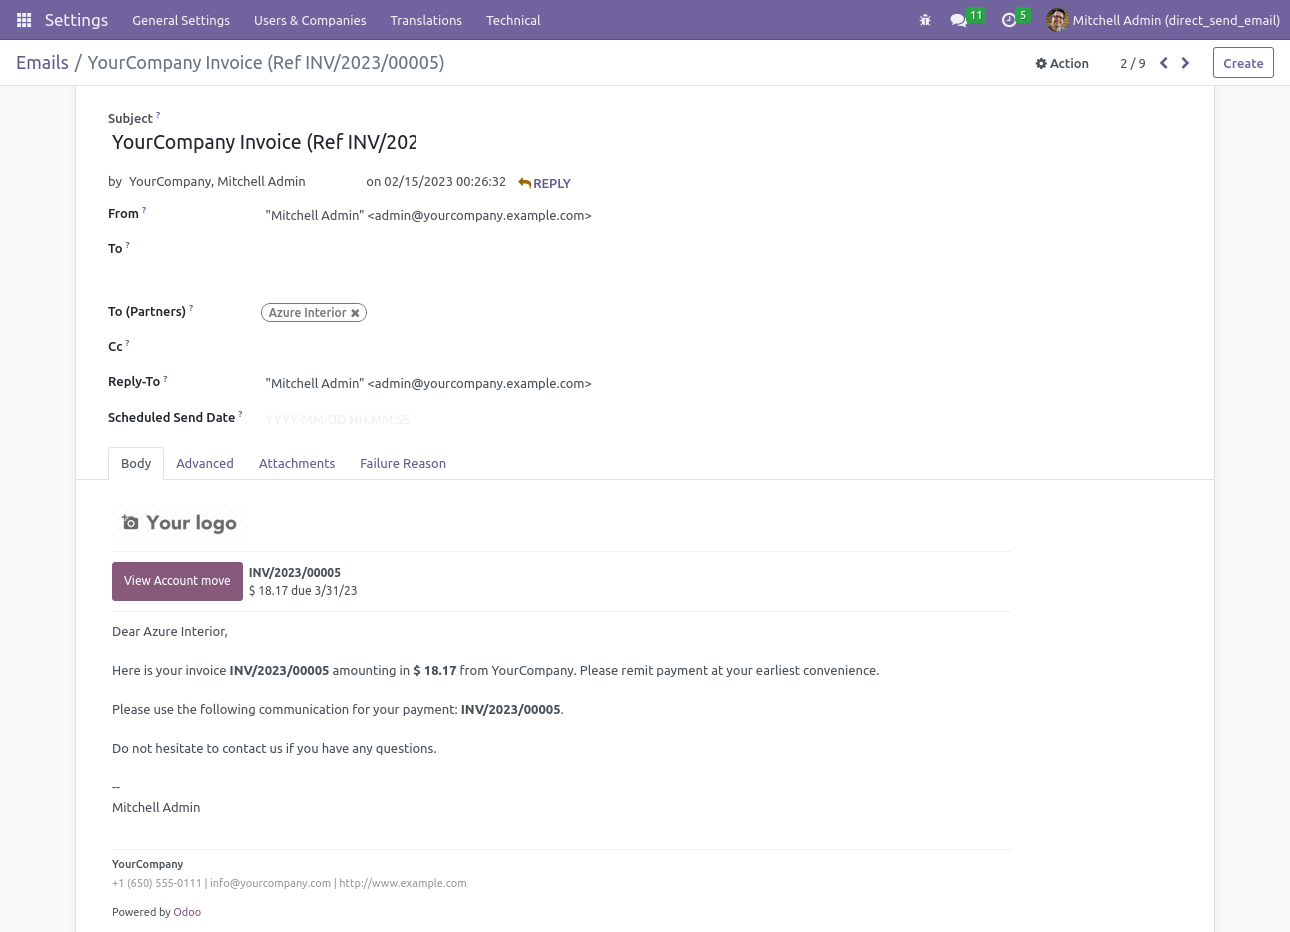 Settings General Settings Users & Companies Translations Technical 11 5 Mitchell Admin (direct_send_email)
Emails / YourCompany Invoice (Ref INV/2023/00005) Action 2 / 9 Create
Subject ?
YourCompany Invoice (Ref INV/202
by YourCompany, Mitchell Admin on 02/15/2023 00:26:32 REPLY
From ? "Mitchell Admin" <admin@yourcompany.example.com>
To ?
To (Partners) ? Azure Interior ✖
Cc ?
Reply-To ? "Mitchell Admin" <admin@yourcompany.example.com>
Scheduled Send Date ? YYYY-MM-DD HH:MM:SS
Body Advanced Attachments Failure Reason
Your logo
View Account move INV/2023/00005
$ 18.17 due 3/31/23
Dear Azure Interior,
Here is your invoice INV/2023/00005 amounting in $ 18.17 from YourCompany. Please remit payment at your earliest convenience.
Please use the following communication for your payment: INV/2023/00005.
Do not hesitate to contact us if you have any questions.
--
Mitchell Admin
YourCompany
+1 (650) 555-0111 | info@yourcompany.com | http://www.example.com
Powered by Odoo